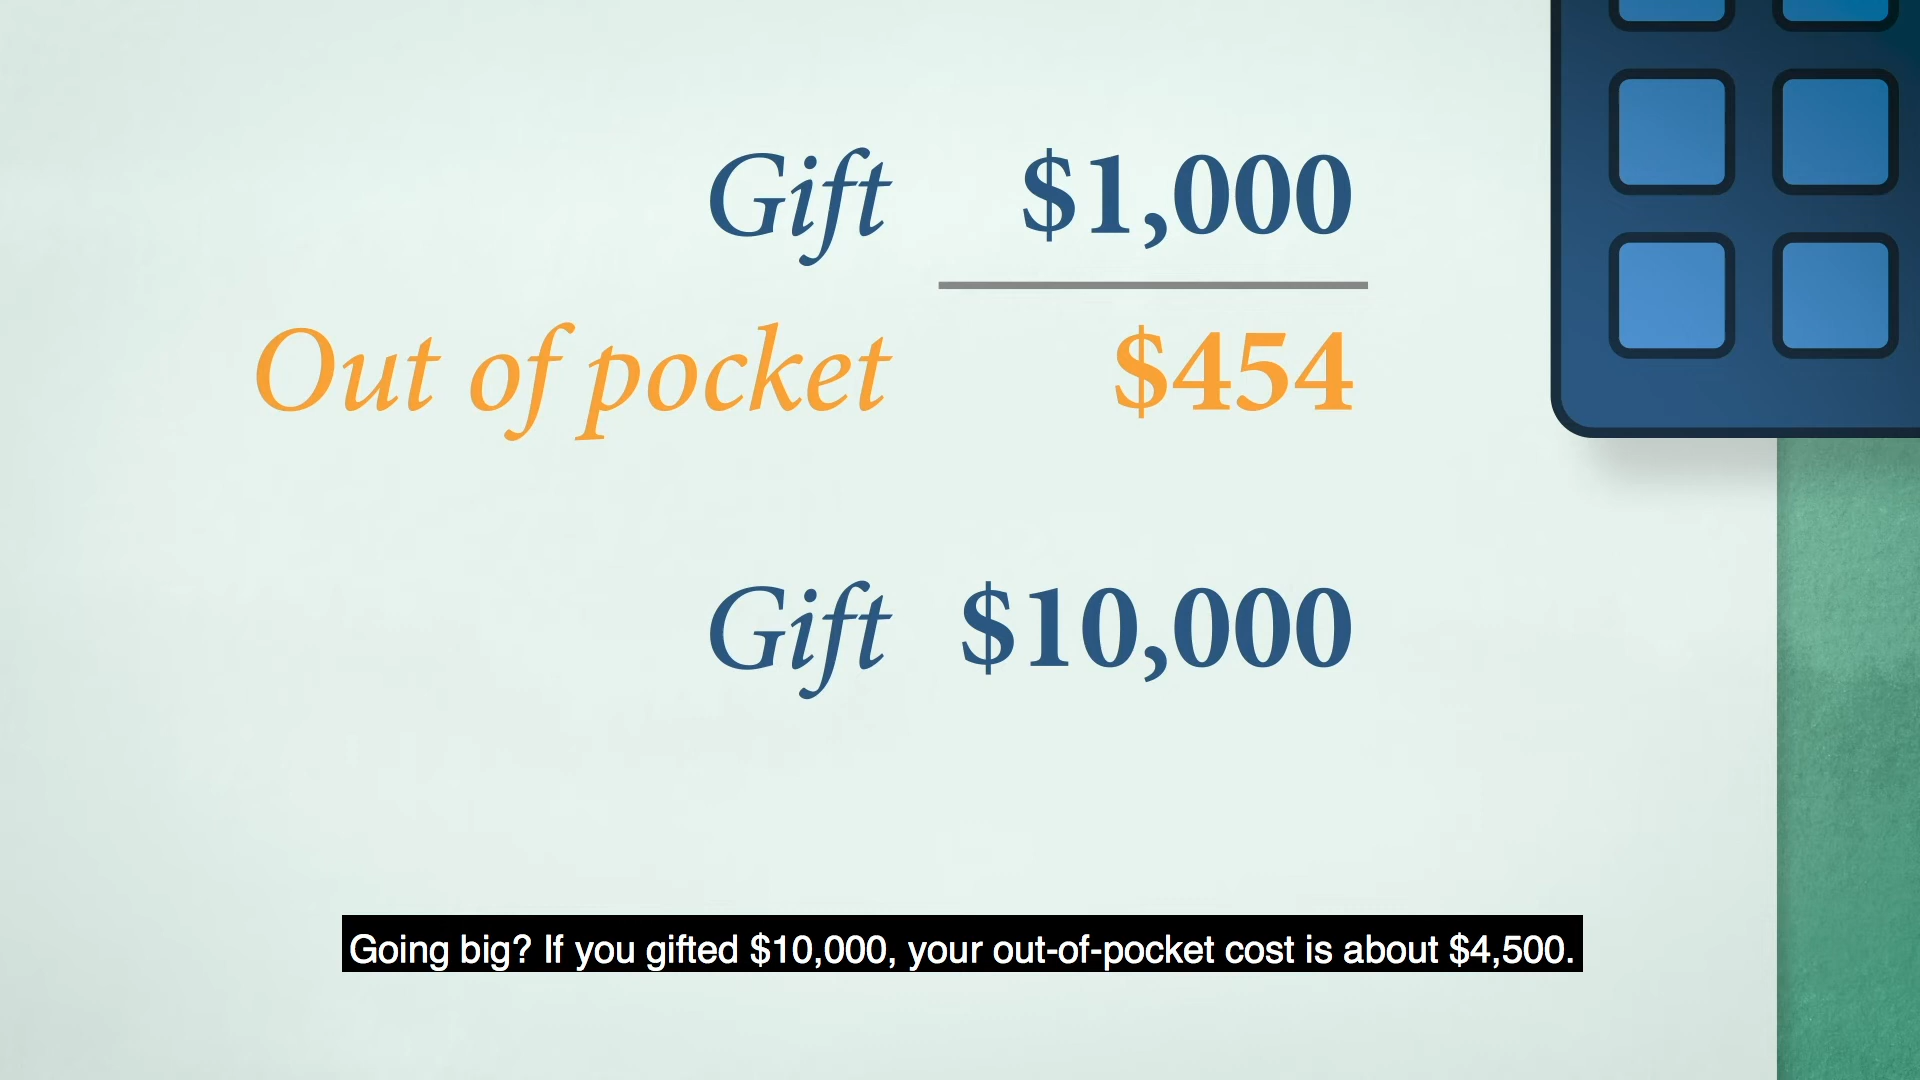 Gift $1,000
Out of pocket $454
Gift $10,000
Going big? If you gifted $10,000, your out-of-pocket cost is about $4,500.